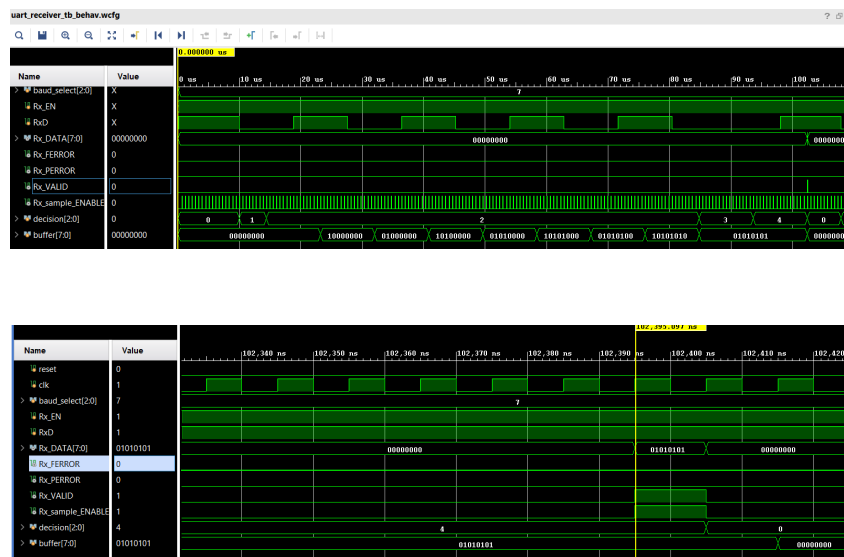 uart_receiver_tb_behav.wcfg
0.000000 us
Name Value
0 us 10 us 20 us 30 us 40 us 50 us 60 us 70 us 80 us 90 us 100 us
baud_select[2:0] X 7
Rx_EN X
RxD X
Rx_DATA[7:0] 00000000 00000000 0000000
Rx_FERROR 0
Rx_PERROR 0
Rx_VALID 0
Rx_sample_ENABLE 0
decision[2:0] 0 0 1 2 3 4 0
buffer[7:0] 00000000 00000000 10000000 01000000 10100000 01010000 10101000 01010100 10101010 01010101 0000000
102,395.097 ns
Name Value
102,340 ns 102,350 ns 102,360 ns 102,370 ns 102,380 ns 102,390 ns 102,400 ns 102,410 ns 102,420
reset 0
clk 1
baud_select[2:0] 7 7
Rx_EN 1
RxD 1
Rx_DATA[7:0] 01010101 00000000 01010101 00000000
Rx_FERROR 0
Rx_PERROR 0
Rx_VALID 1
Rx_sample_ENABLE 1
decision[2:0] 4 4 0
buffer[7:0] 01010101 01010101 00000000